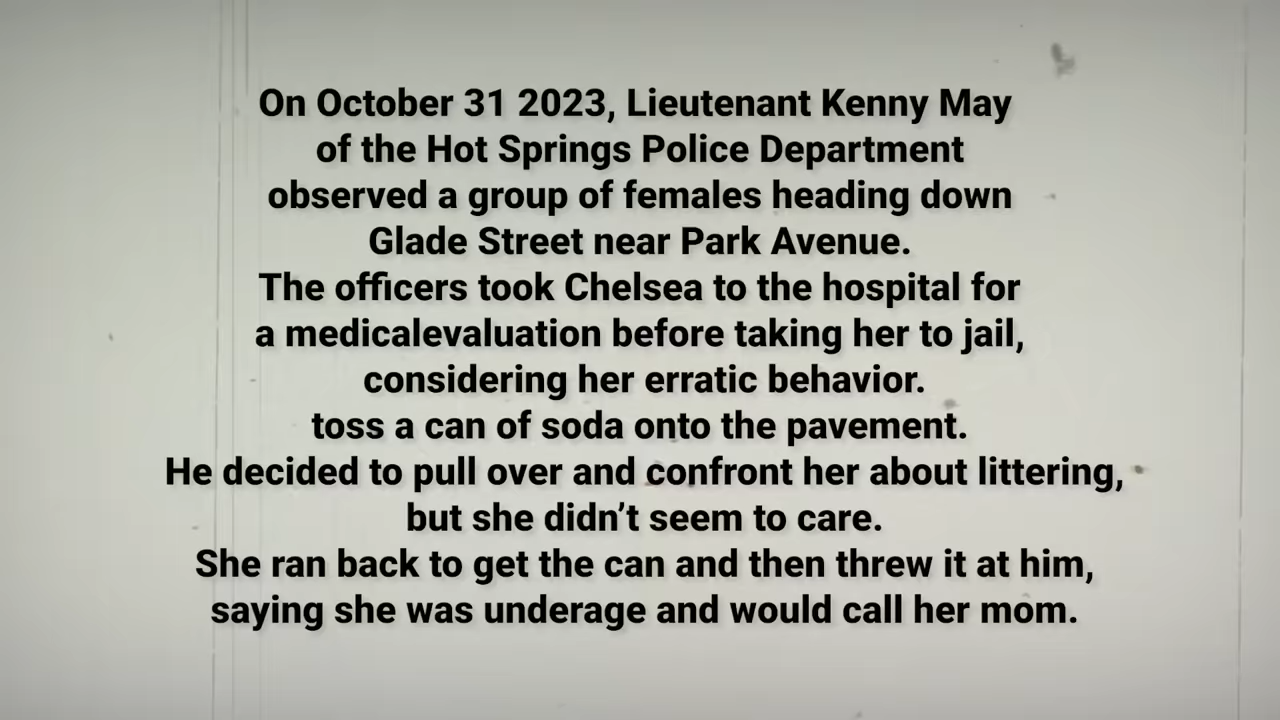 On October 31 2023, Lieutenant Kenny May
of the Hot Springs Police Department
observed a group of females heading down
Glade Street near Park Avenue.
The officers took Chelsea to the hospital for
a medicalevaluation before taking her to jail,
considering her erratic behavior.
toss a can of soda onto the pavement.
He decided to pull over and confront her about littering,
but she didn’t seem to care.
She ran back to get the can and then threw it at him,
saying she was underage and would call her mom.